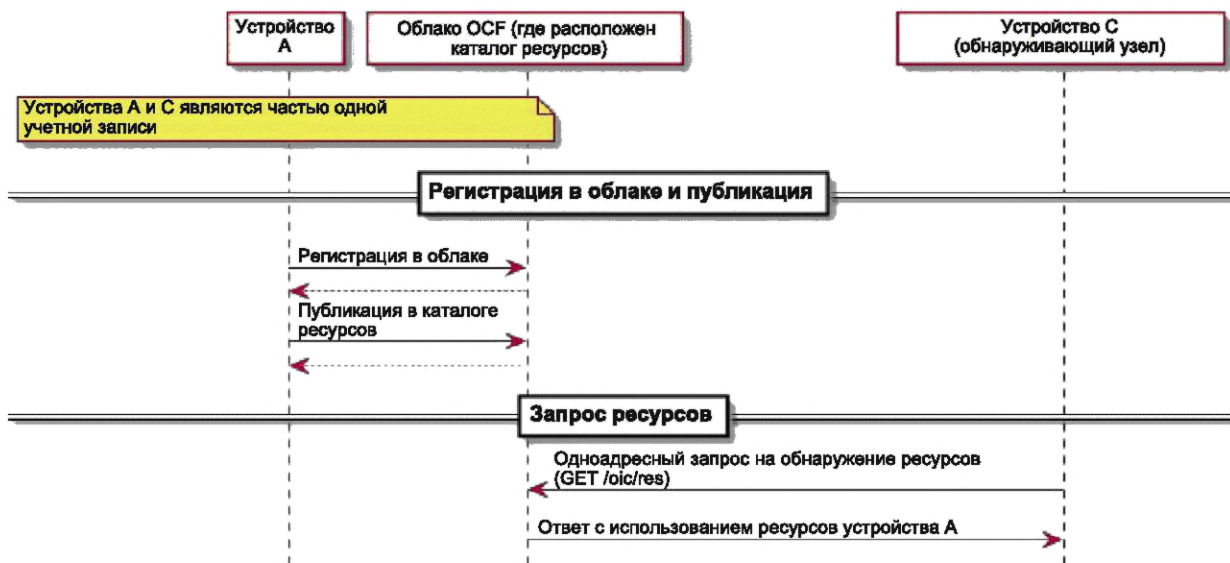 Устройство
А
Облако OCF (где расположен
каталог ресурсов)
Устройство С
(обнаруживающий узел)
Устройства А и С являются частью одной
учетной записи
Регистрация в облаке и публикация
Регистрация в облаке
Публикация в каталоге
ресурсов
Запрос ресурсов
Одноадресный запрос на обнаружение ресурсов
(GET /oic/res)
Ответ с использованием ресурсов устройства А